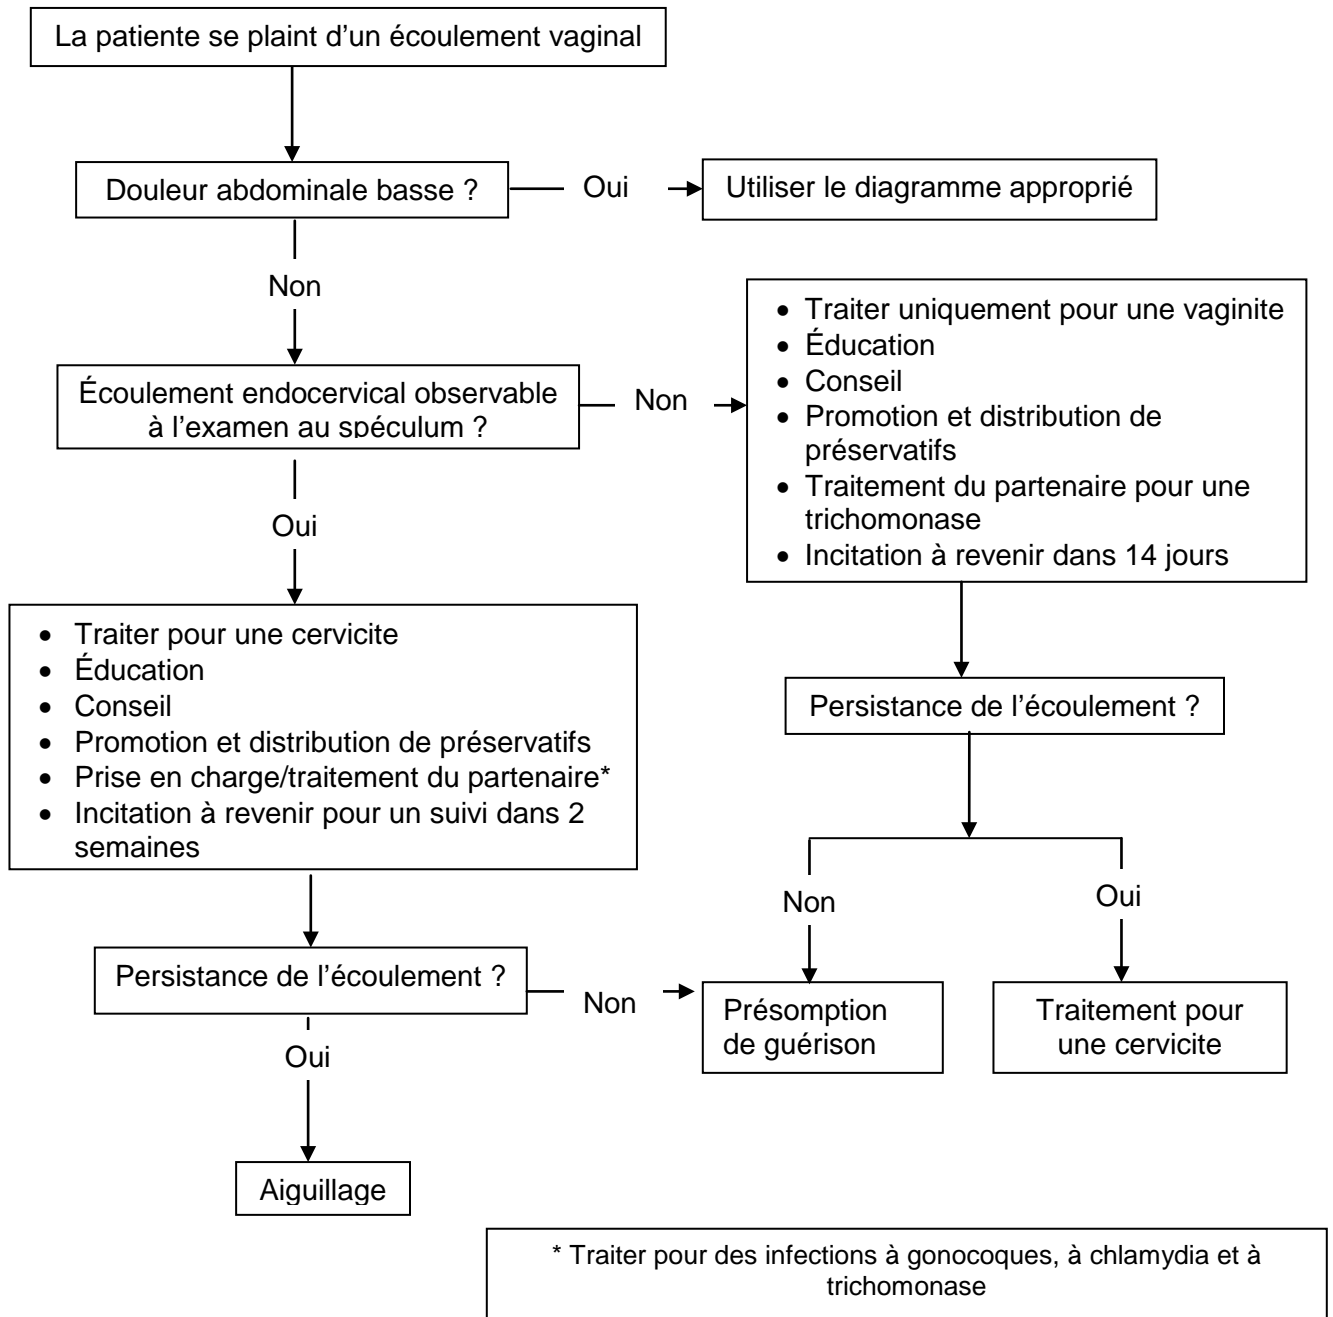 La patiente se plaint d'un écoulement vaginal
Douleur abdominale basse ?
Oui
Utiliser le diagramme approprié
Non
Écoulement endocervical observable
à l'examen au spéculum ?
Non
• Traiter uniquement pour une vaginite
• Éducation
• Conseil
• Promotion et distribution de
préservatifs
• Traitement du partenaire pour une
trichomonase
• Incitation à revenir dans 14 jours
Oui
• Traiter pour une cervicite
• Éducation
• Conseil
• Promotion et distribution de préservatifs
• Prise en charge/traitement du partenaire*
• Incitation à revenir pour un suivi dans 2
semaines
Persistance de l'écoulement ?
Non
Oui
Persistance de l'écoulement ?
Non
Présomption
de guérison
Traitement pour
une cervicite
Oui
Aiguillage
* Traiter pour des infections à gonocoques, à chlamydia et à
trichomonase